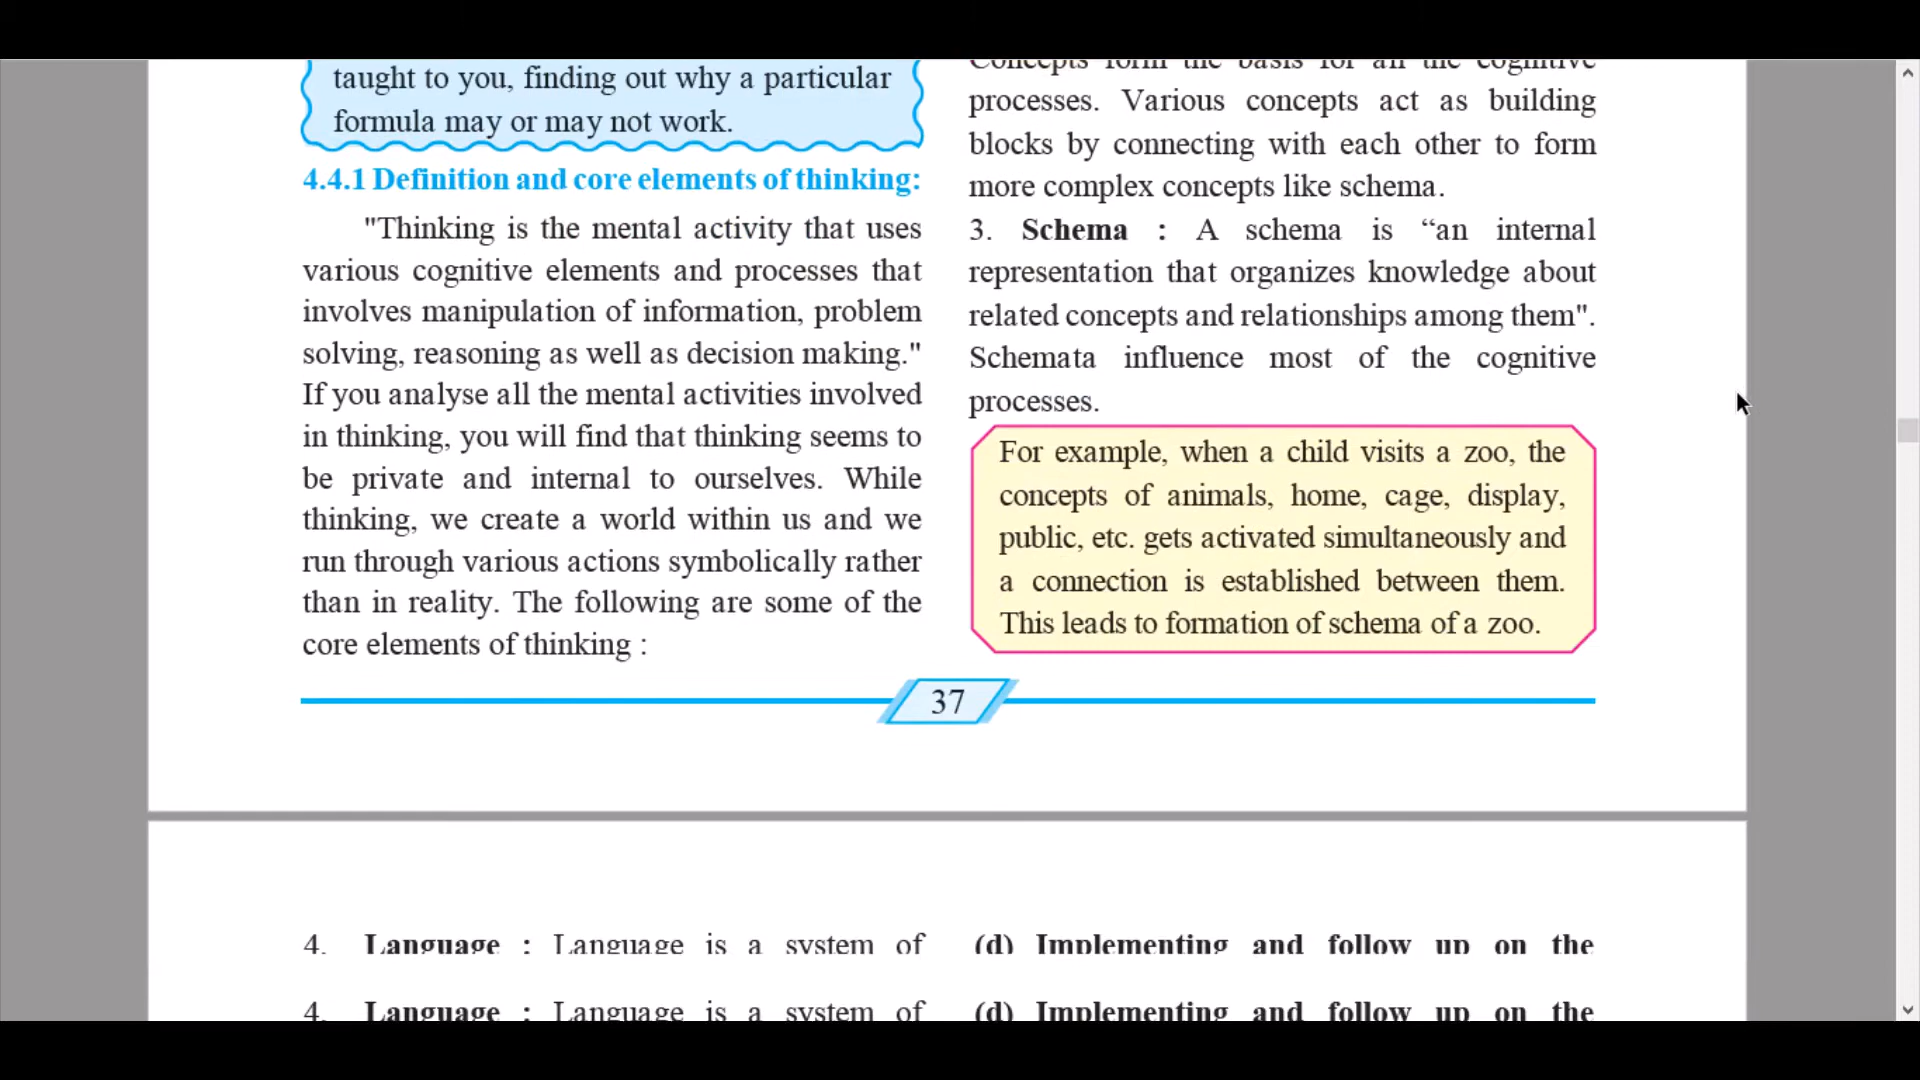 taught to you, finding out why a particular
formula may or may not work.
4.4.1 Definition and core elements of thinking:
"Thinking is the mental activity that uses
various cognitive elements and processes that
involves manipulation of information, problem
solving, reasoning as well as decision making."
If you analyse all the mental activities involved
in thinking, you will find that thinking seems to
be private and internal to ourselves. While
thinking, we create a world within us and we
run through various actions symbolically rather
than in reality. The following are some of the
core elements of thinking :
Concepts form the basis for all the cognitive
processes. Various concepts act as building
blocks by connecting with each other to form
more complex concepts like schema.
3. Schema : A schema is “an internal
representation that organizes knowledge about
related concepts and relationships among them".
Schemata influence most of the cognitive
processes.
For example, when a child visits a zoo, the
concepts of animals, home, cage, display,
public, etc. gets activated simultaneously and
a connection is established between them.
This leads to formation of schema of a zoo.
37
4. Language : Language is a system of
(d) Implementing and follow up on the
4. Language : Language is a system of
(d) Implementing and follow up on the